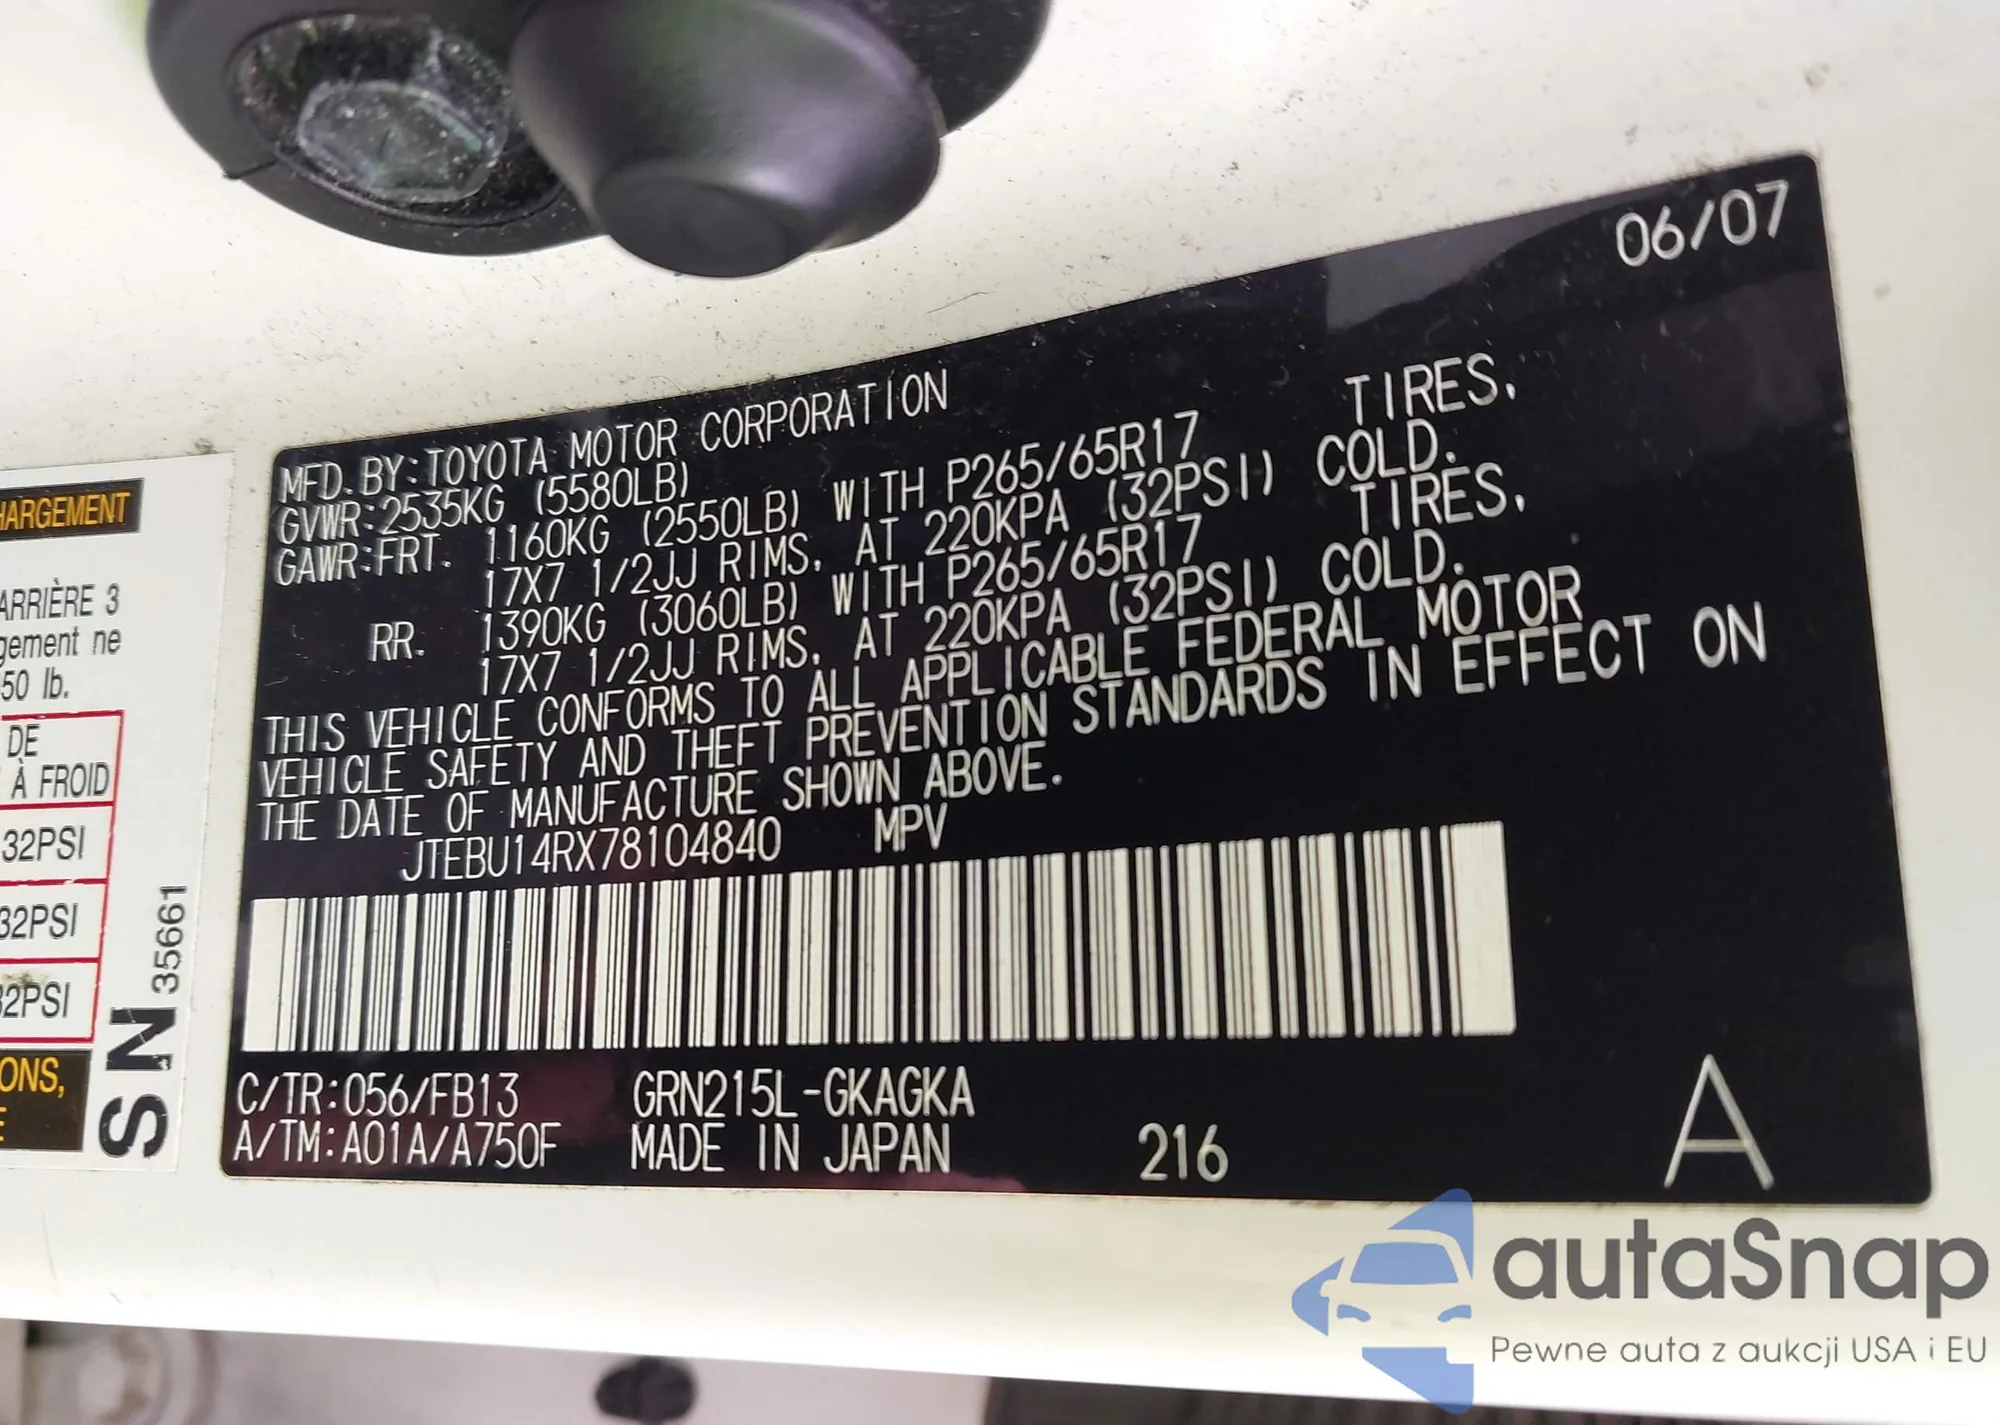 06/07
MFD. BY: TOYOTA MOTOR CORPORATION
GVWR: 2535KG (5580LB)
GAWR: FRT. 1160KG (2550LB) WITH P265/65R17 TIRES,
17X7 1/2JJ RIMS, AT 220KPA (32PSI) COLD.
RR. 1390KG (3060LB) WITH P265/65R17 TIRES,
17X7 1/2JJ RIMS, AT 220KPA (32PSI) COLD.
THIS VEHICLE CONFORMS TO ALL APPLICABLE FEDERAL MOTOR
VEHICLE SAFETY AND THEFT PREVENTION STANDARDS IN EFFECT ON
THE DATE OF MANUFACTURE SHOWN ABOVE.
JTEBU14RX78104840 MPV
C/TR: 056/FB13 GRN215L-GKAGKA
A/TM: A01A/A750F MADE IN JAPAN 216 A
HARGEMENT
ARRIÈRE 3
gement ne
50 lb.
DE
À FROID
32PSI
32PSI
32PSI
ONS,
E
SN 35661
autaSnap
Pewne auta z aukcji USA i EU